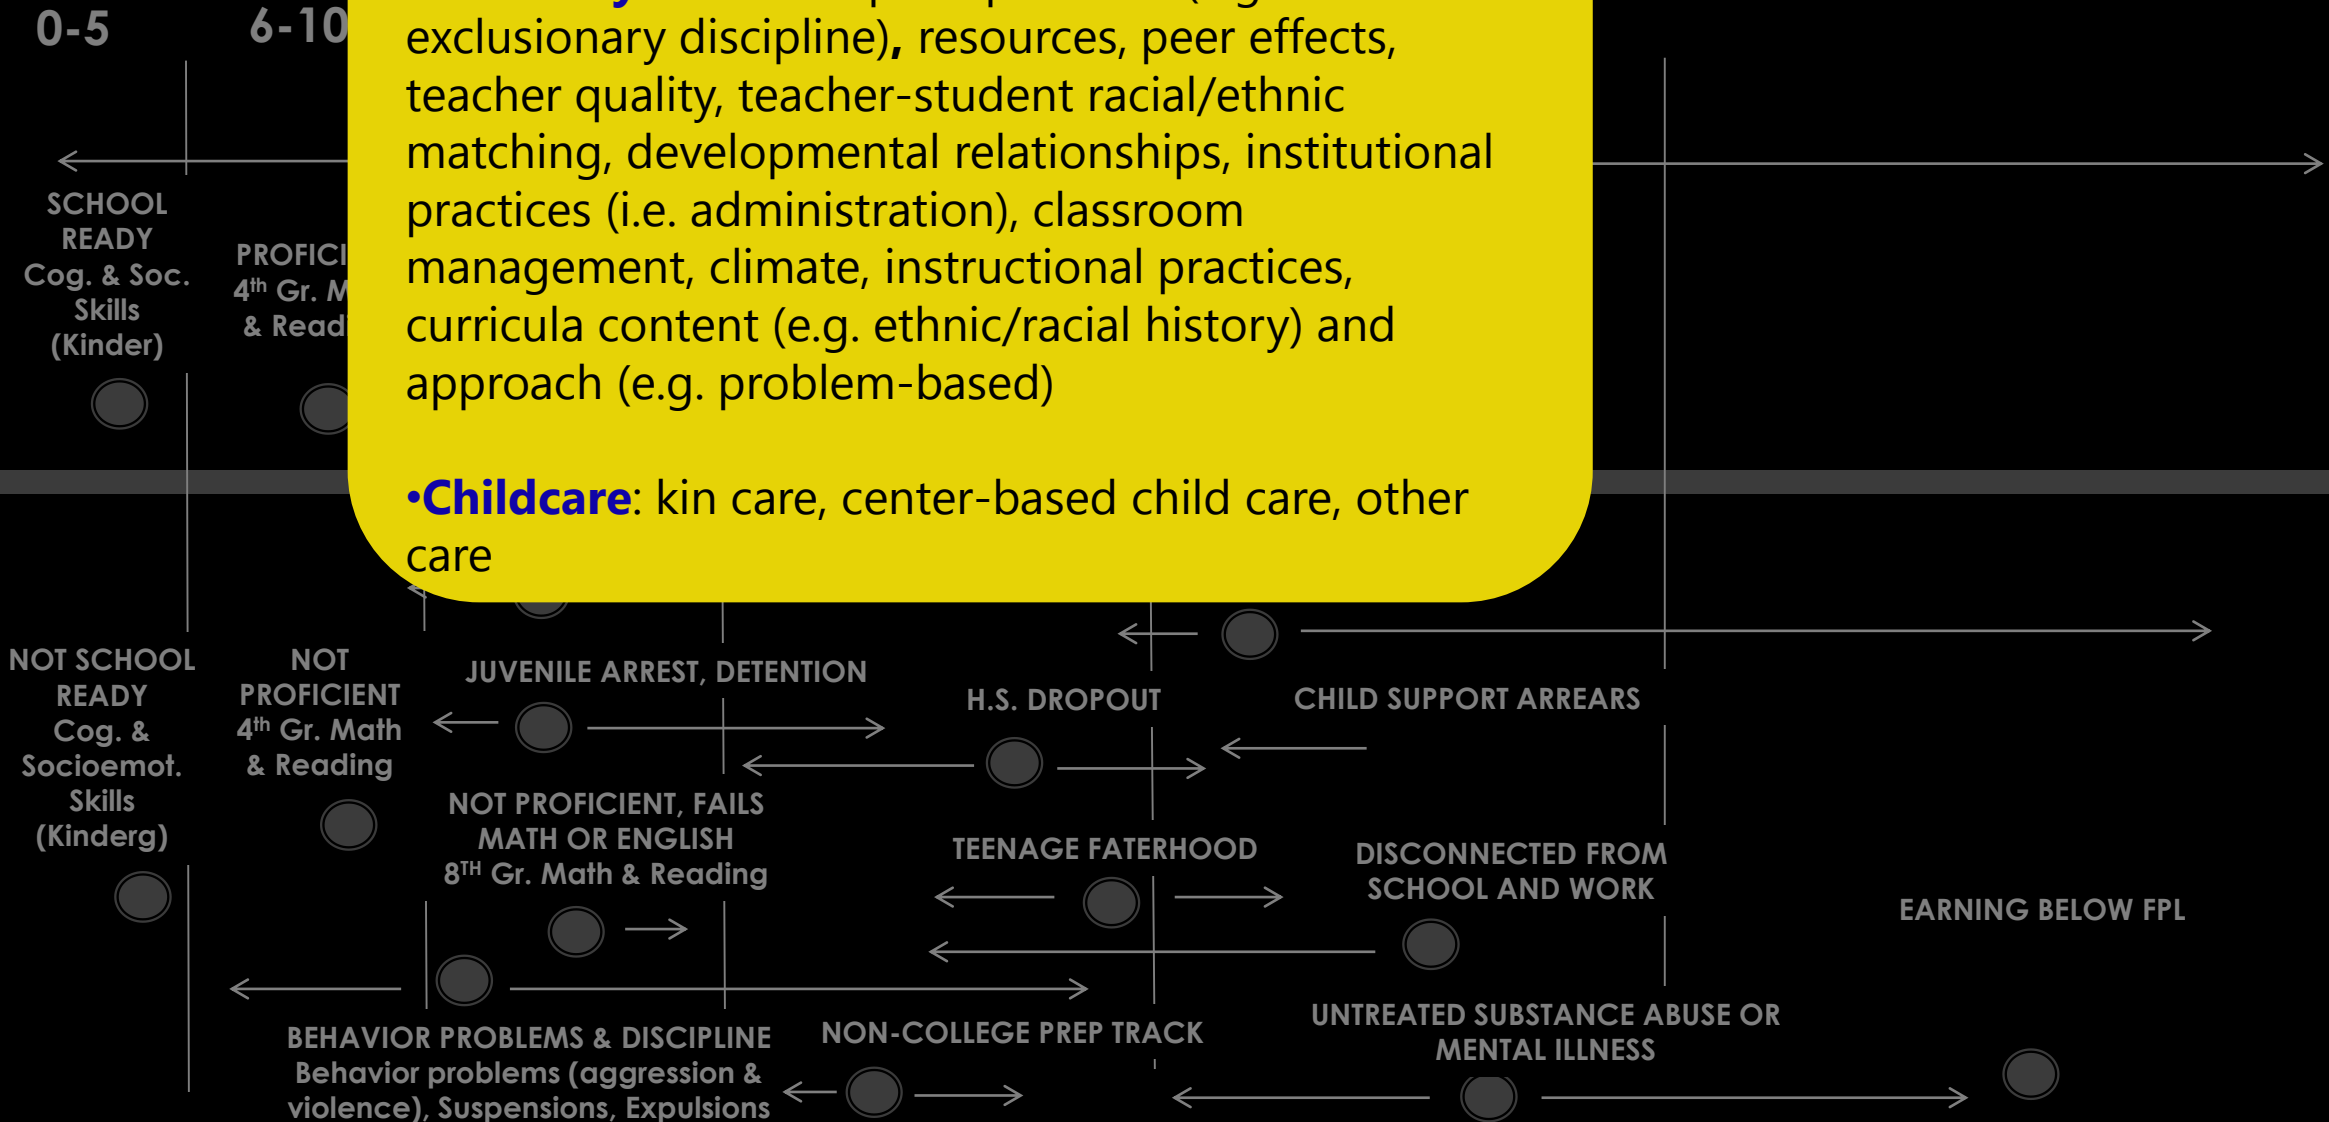 0-5
6-10
exclusionary discipline), resources, peer effects,
teacher quality, teacher-student racial/ethnic
matching, developmental relationships, institutional
practices (i.e. administration), classroom
management, climate, instructional practices,
curricula content (e.g. ethnic/racial history) and
approach (e.g. problem-based)
•Childcare: kin care, center-based child care, other
care
SCHOOL
READY
Cog. & Soc.
Skills
(Kinder)
4th Gr.
&
NOT SCHOOL
READY
Cog. &
Socioemot.
Skills
(Kinderg)
NOT
PROFICIENT
4th Gr. Math
& Reading
JUVENILE ARREST, DETENTION
H.S. DROPOUT
CHILD SUPPORT ARREARS
NOT PROFICIENT, FAILS
MATH OR ENGLISH
8TH Gr. Math & Reading
TEENAGE FATERHOOD
DISCONNECTED FROM
SCHOOL AND WORK
EARNING BELOW FPL
BEHAVIOR PROBLEMS & DISCIPLINE
Behavior problems (aggression &
violence), Suspensions, Expulsions
NON-COLLEGE PREP TRACK
UNTREATED SUBSTANCE ABUSE OR
MENTAL ILLNESS